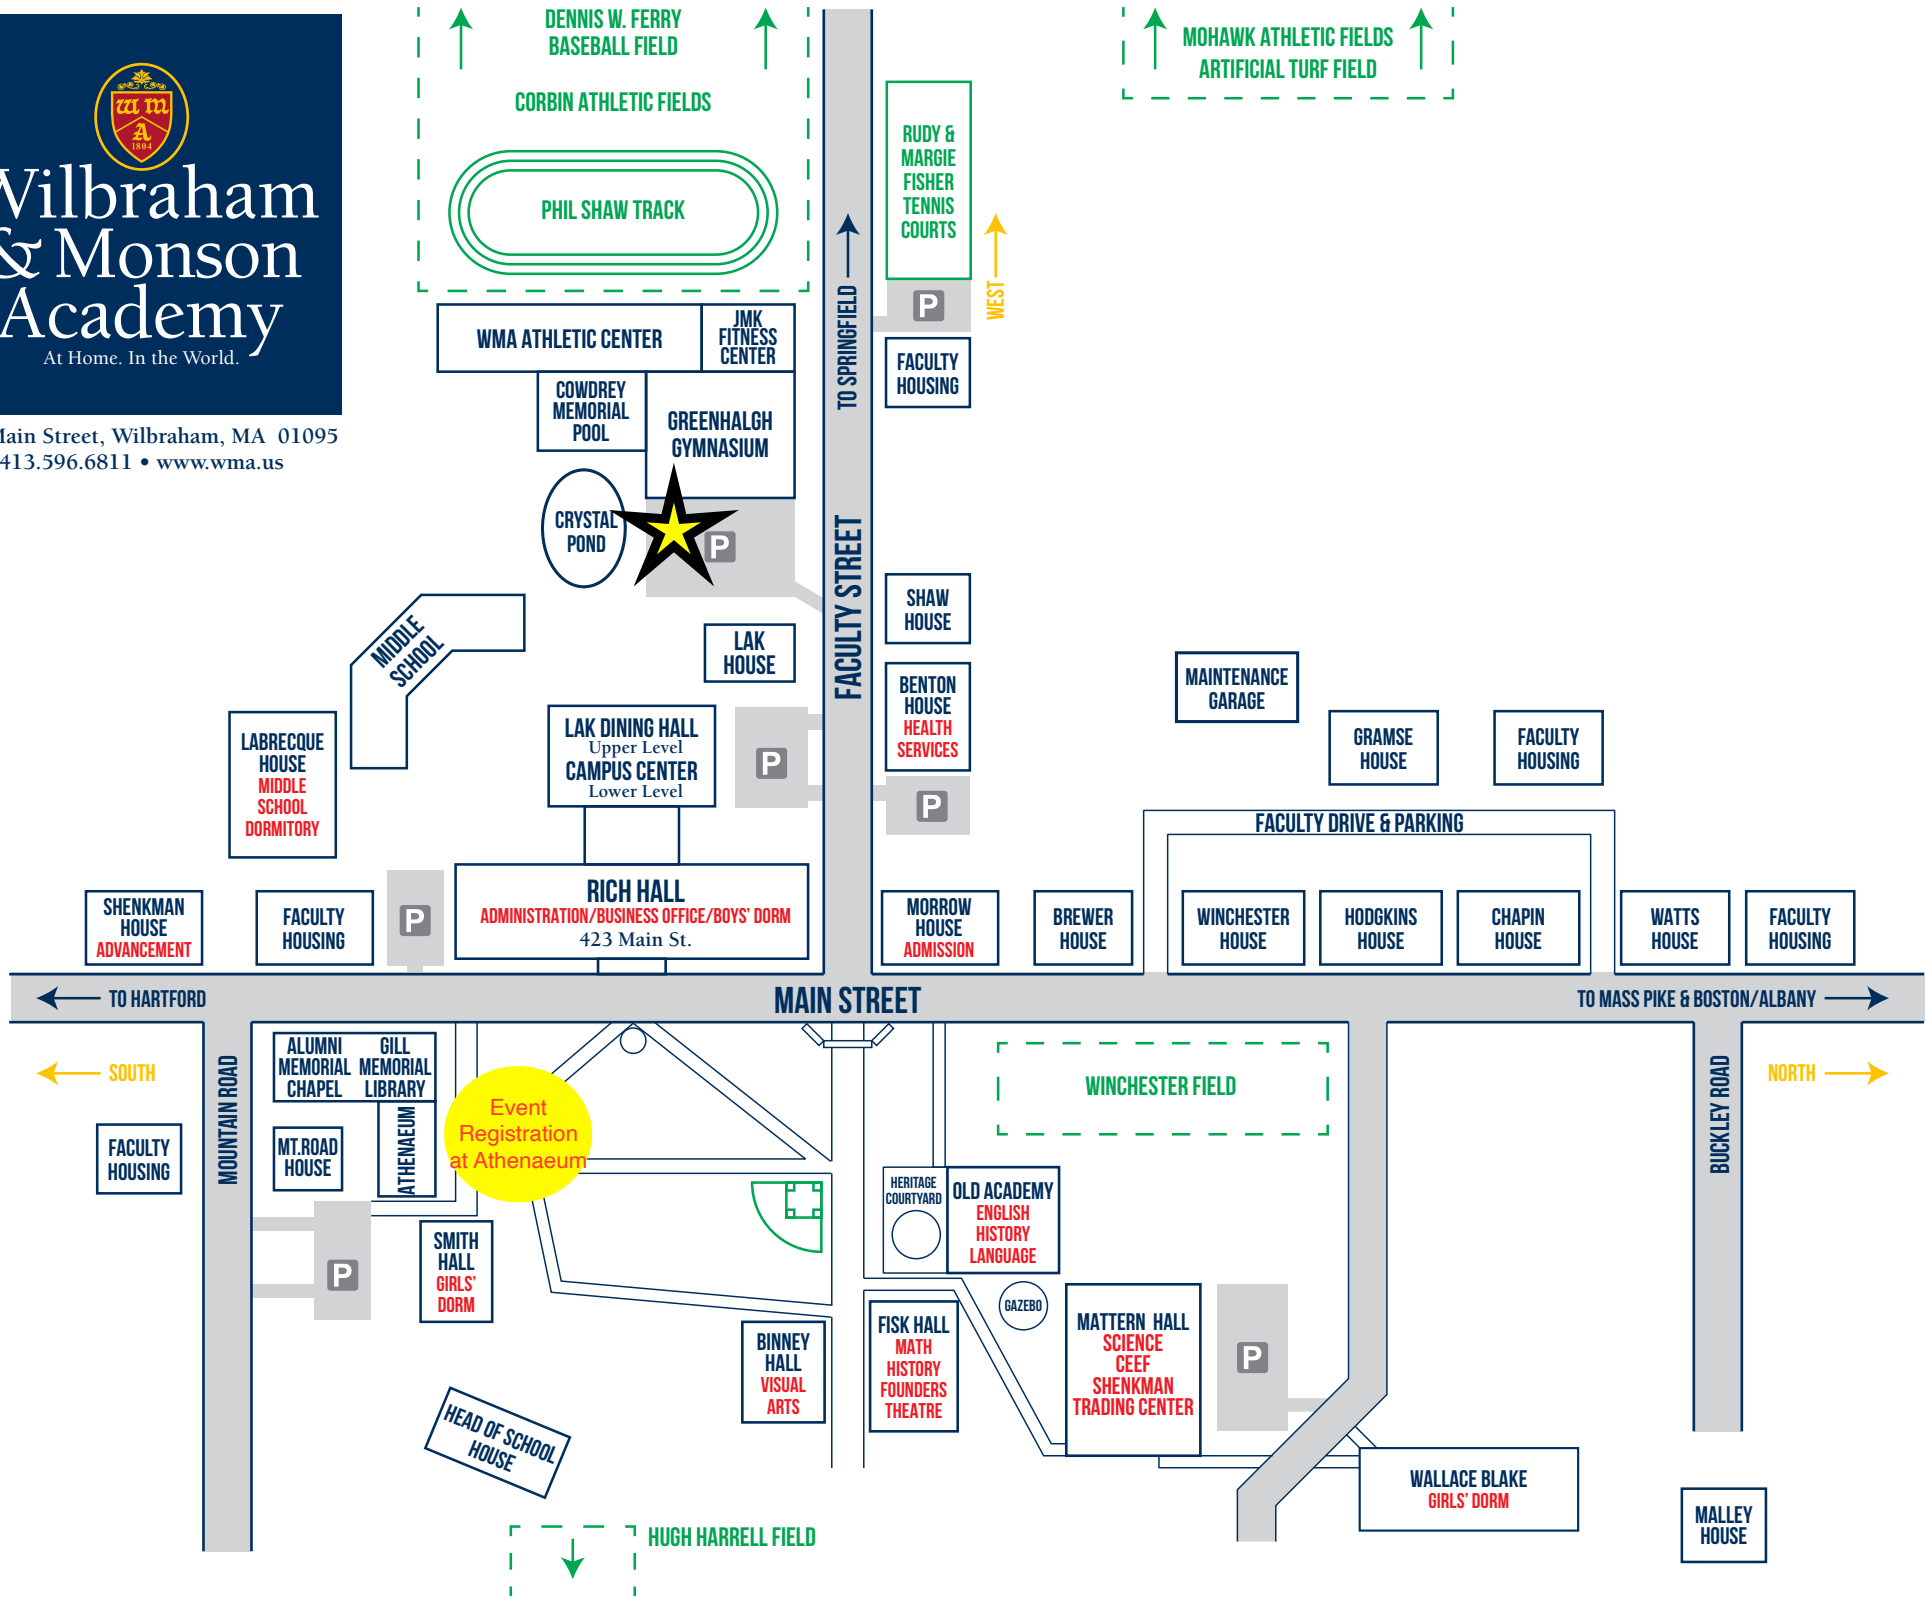 W M
A
1804
Wilbraham
& Monson
Academy
At Home. In the World.
Main Street, Wilbraham, MA 01095
413.596.6811 • www.wma.us
DENNIS W. FERRY
BASEBALL FIELD
CORBIN ATHLETIC FIELDS
PHIL SHAW TRACK
MOHAWK ATHLETIC FIELDS
ARTIFICIAL TURF FIELD
RUDY &
MARGIE
FISHER
TENNIS
COURTS
WEST
P
TO SPRINGFIELD
FACULTY
HOUSING
WMA ATHLETIC CENTER
JMK
FITNESS
CENTER
COWDREY
MEMORIAL
POOL
GREENHALGH
GYMNASIUM
CRYSTAL
POND
P
FACULTY STREET
SHAW
HOUSE
MIDDLE
SCHOOL
LAK
HOUSE
BENTON
HOUSE
HEALTH
SERVICES
MAINTENANCE
GARAGE
GRAMSE
HOUSE
FACULTY
HOUSING
LABRECQUE
HOUSE
MIDDLE
SCHOOL
DORMITORY
LAK DINING HALL
Upper Level
CAMPUS CENTER
Lower Level
P
P
FACULTY DRIVE & PARKING
SHENKMAN
HOUSE
ADVANCEMENT
FACULTY
HOUSING
P
RICH HALL
ADMINISTRATION/BUSINESS OFFICE/BOYS' DORM
423 Main St.
MORROW
HOUSE
ADMISSION
BREWER
HOUSE
WINCHESTER
HOUSE
HODGKINS
HOUSE
CHAPIN
HOUSE
WATTS
HOUSE
FACULTY
HOUSING
TO HARTFORD
MAIN STREET
TO MASS PIKE & BOSTON/ALBANY
SOUTH
NORTH
MOUNTAIN ROAD
ALUMNI
MEMORIAL
CHAPEL
GILL
MEMORIAL
LIBRARY
ATHENAEUM
MT.ROAD
HOUSE
FACULTY
HOUSING
Event
Registration
at Athenaeum
WINCHESTER FIELD
BUCKLEY ROAD
HERITAGE
COURTYARD
OLD ACADEMY
ENGLISH
HISTORY
LANGUAGE
P
SMITH
HALL
GIRLS'
DORM
GAZEBO
BINNEY
HALL
VISUAL
ARTS
FISK HALL
MATH
HISTORY
FOUNDERS
THEATRE
MATTERN HALL
SCIENCE
CEEF
SHENKMAN
TRADING CENTER
P
HEAD OF SCHOOL
HOUSE
WALLACE BLAKE
GIRLS' DORM
MALLEY
HOUSE
HUGH HARRELL FIELD